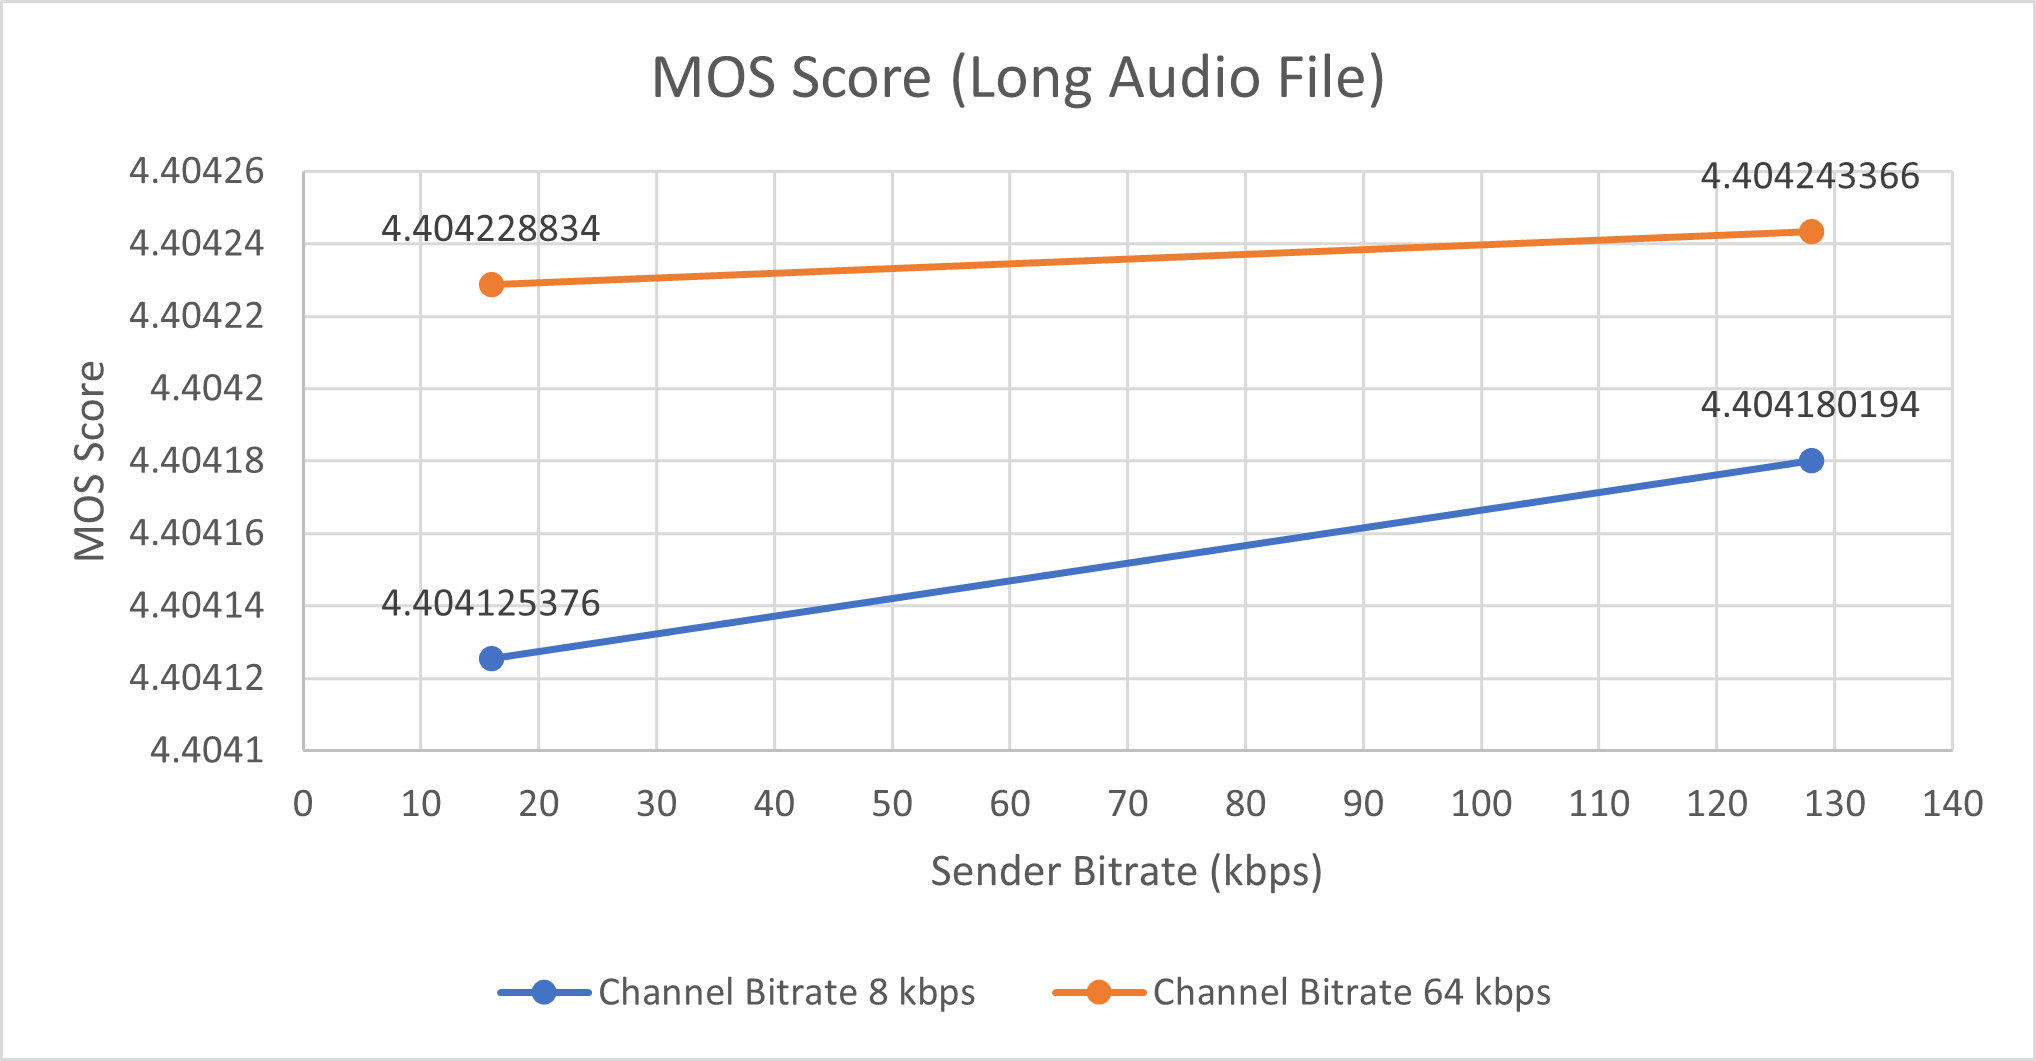 MOS Score (Long Audio File)
4.40426
4.40424
4.40422
4.4042
4.40418
4.40416
4.40414
4.40412
4.4041
MOS Score
4.404228834
4.404243366
4.404180194
4.404125376
0 10 20 30 40 50 60 70 80 90 100 110 120 130 140
Sender Bitrate (kbps)
Channel Bitrate 8 kbps
Channel Bitrate 64 kbps